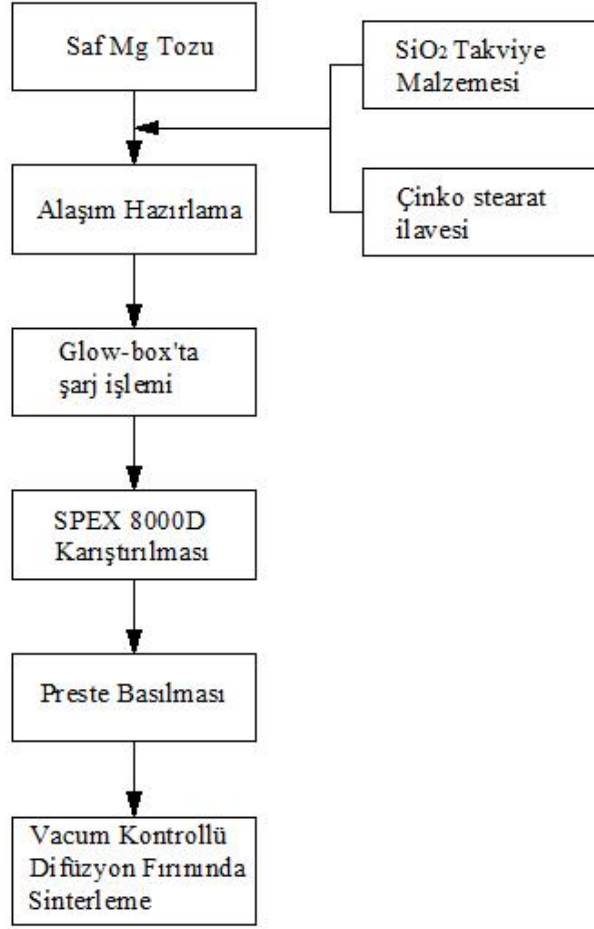 Saf Mg Tozu
SiO₂ Takviye
Malzemesi
Alaşım Hazırlama
Çinko stearat
ilavesi
Glow-box'ta
şarj işlemi
SPEX 8000D
Karıştırılması
Preste Basılması
Vacum Kontrollü
Difüzyon Fırınında
Sinterleme